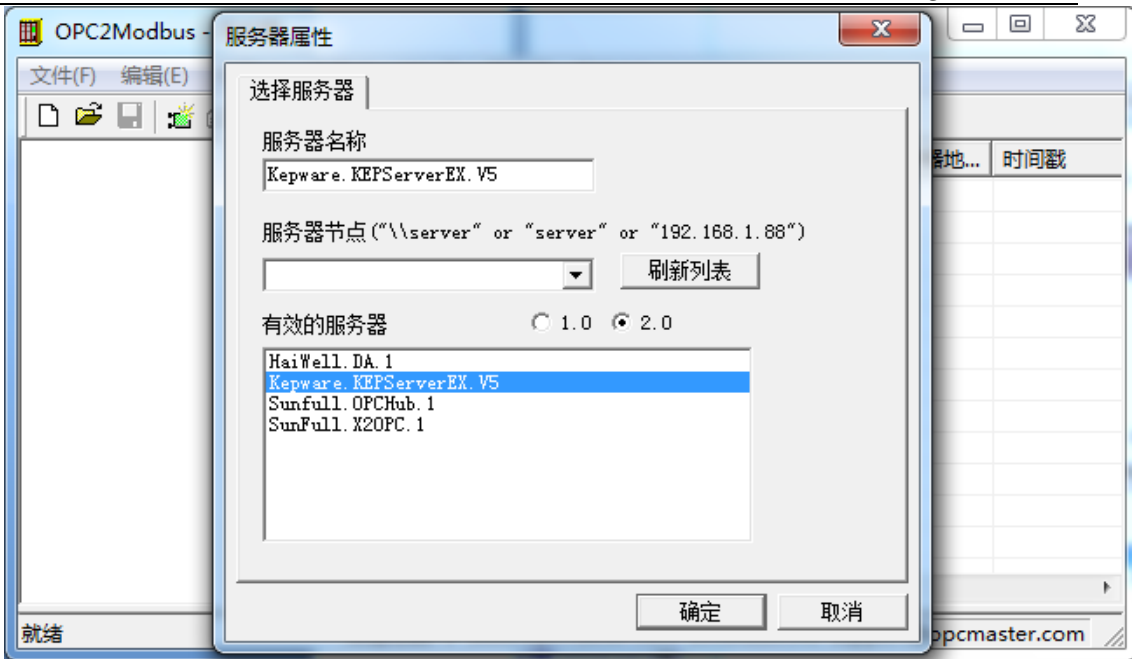 OPC2Modbus -
服务器属性
文件(F) 编辑(E)
选择服务器
服务器名称
Kepware.KEPServerEX.V5
器地... 时间戳
服务器节点("\\server" or "server" or "192.168.1.88")
刷新列表
有效的服务器 1.0 2.0
HaiWell.DA.1
Kepware.KEPServerEX.V5
Sunfull.OPCHub.1
SunFull.X2OPC.1
确定 取消
就绪 opcmaster.com